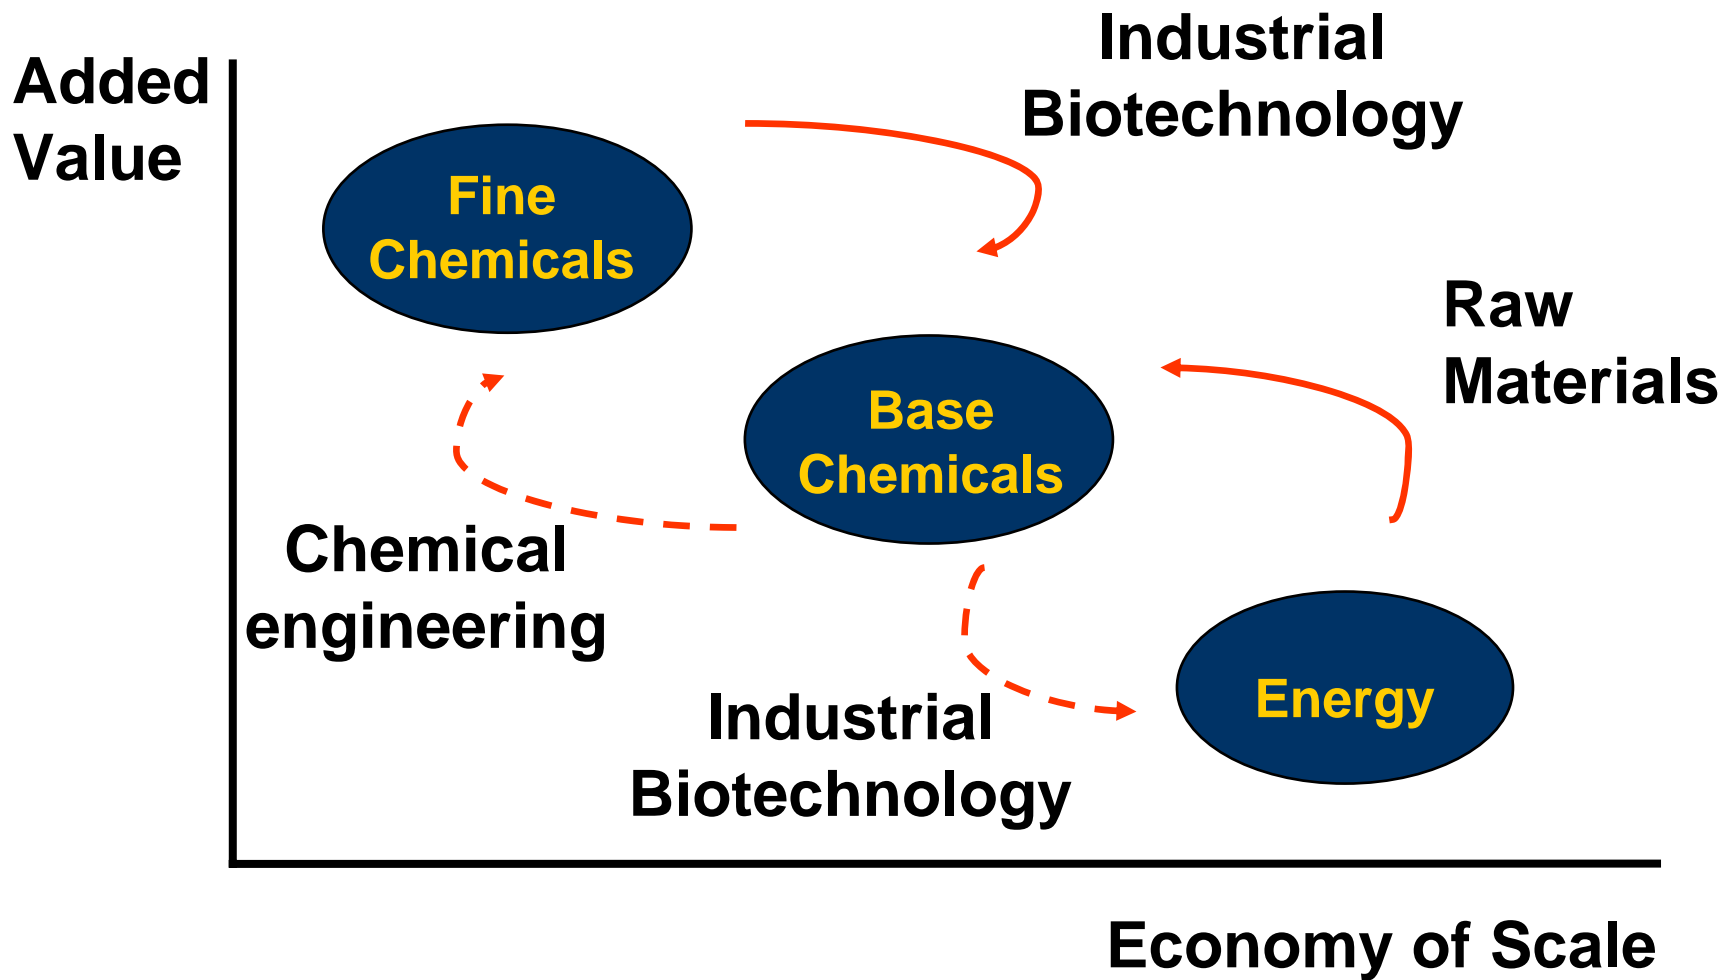 Added
Value
Industrial
Biotechnology
Fine
Chemicals
Raw
Materials
Base
Chemicals
Chemical
engineering
Industrial
Biotechnology
Energy
Economy of Scale